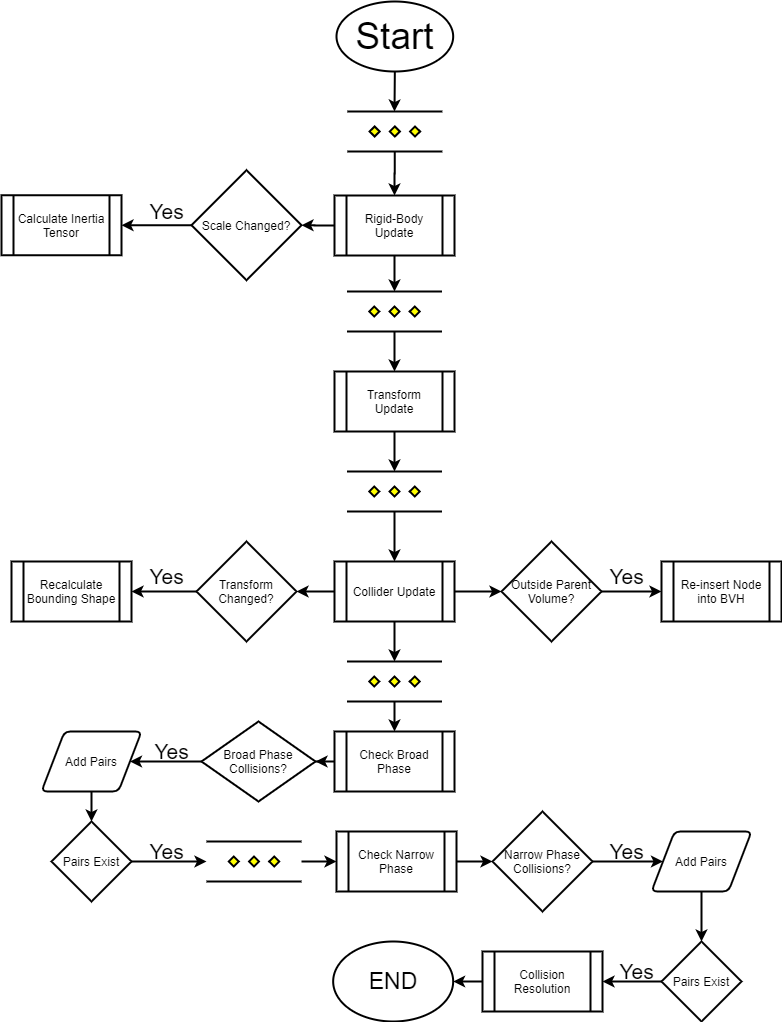 Start
Calculate Inertia
Tensor
Yes
Scale Changed?
Rigid-Body
Update
Transform
Update
Recalculate
Bounding Shape
Yes
Transform
Changed?
Collider Update
Outside Parent
Volume?
Yes
Re-insert Node
into BVH
Add Pairs
Yes
Broad Phase
Collisions?
Check Broad
Phase
Pairs Exist
Yes
Check Narrow
Phase
Narrow Phase
Collisions?
Yes
Add Pairs
END
Collision
Resolution
Yes
Pairs Exist